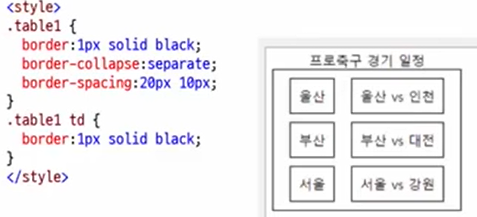 <style>
.table1 {
border:1px solid black;
border-collapse:separate;
border-spacing:20px 10px;
}
.table1 td {
border:1px solid black;
}
</style>
프로축구 경기 일정
울산 울산 vs 인천
부산 부산 vs 대전
서울 서울 vs 강원